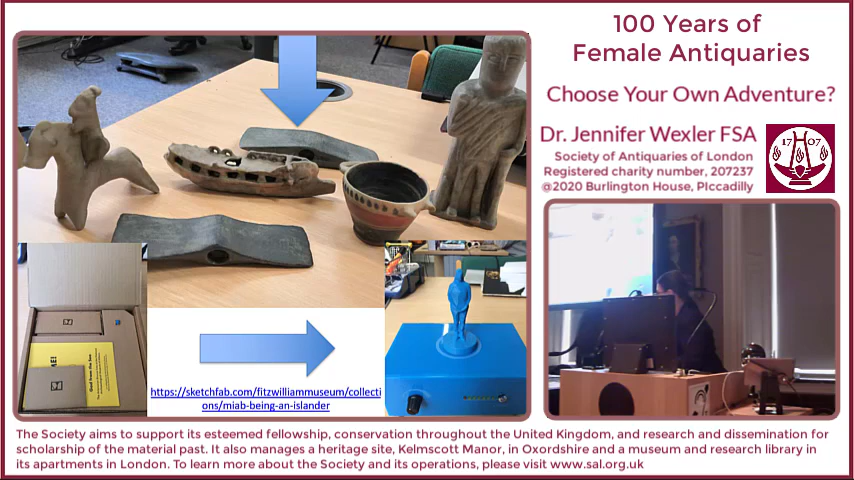 100 Years of
Female Antiquaries
Choose Your Own Adventure?
Dr. Jennifer Wexler FSA
Society of Antiquaries of London
Registered charity number, 207237
@2020 Burlington House, PIccadilly
17 07
https://sketchfab.com/fitzwilliammuseum/collecti
ons/miab-being-an-islander
The Society aims to support its esteemed fellowship, conservation throughout the United Kingdom, and research and dissemination for
scholarship of the material past. It also manages a heritage site, Kelmscott Manor, in Oxordshire and a museum and research library in
its apartments in London. To learn more about the Society and its operations, please visit www.sal.org.uk